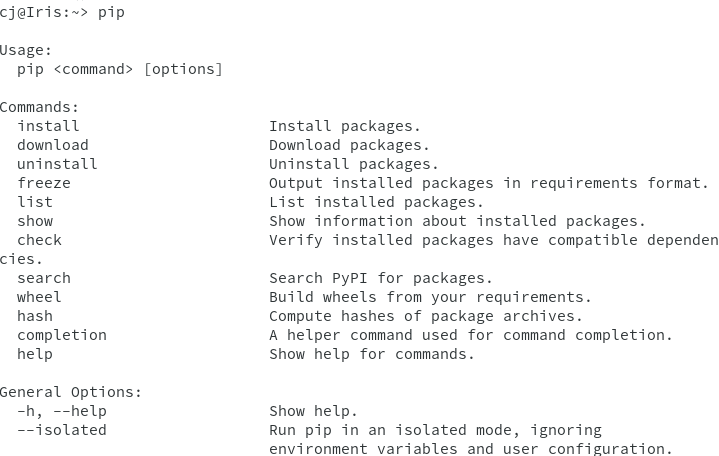 cj@Iris:~> pip
Usage:
pip <command> [options]
Commands:
install Install packages.
download Download packages.
uninstall Uninstall packages.
freeze Output installed packages in requirements format.
list List installed packages.
show Show information about installed packages.
check Verify installed packages have compatible dependen
cies.
search Search PyPI for packages.
wheel Build wheels from your requirements.
hash Compute hashes of package archives.
completion A helper command used for command completion.
help Show help for commands.
General Options:
-h, --help Show help.
--isolated Run pip in an isolated mode, ignoring
environment variables and user configuration.